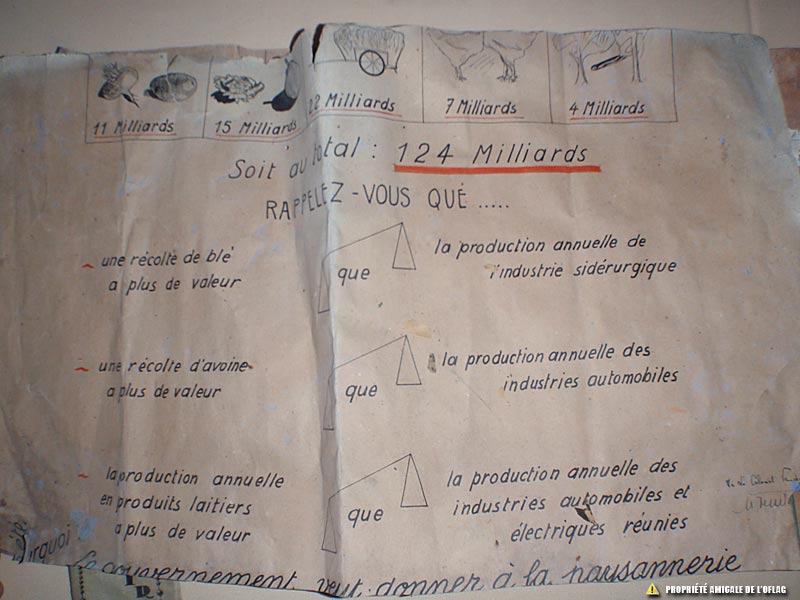 11 Milliards
15 Milliards
Milliards
7 Milliards
4 Milliards
Soit au total : 124 Milliards
RAPPELEZ-VOUS QUE .....
une récolte de blé
a plus de valeur
que
la production annuelle de
l'industrie sidérurgique
une récolte d'avoine
a plus de valeur
que
la production annuelle des
industries automobiles
la production annuelle
en produits laitiers
a plus de valeur
que
la production annuelle des
industries automobiles et
électriques réunies
gouvernement veut donner à la paysannerie
PROPRIÉTÉ AMICALE DE L'OFLAG